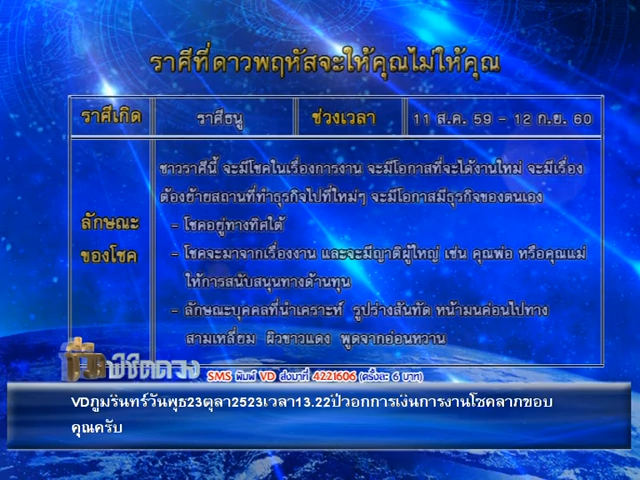 ราศีที่ดาวพฤหัสจะให้คุณไม่ให้คุณ
ราศีเกิด ราศีธนู ช่วงเวลา 11 ส.ค. 59 - 12 ก.ย. 60
ชาวราศีนี้ จะมีโชคในเรื่องการงาน จะมีโอกาสที่จะได้งานใหม่ จะมีเรื่อง
ต้องย้ายสถานที่ทำธุรกิจไปที่ใหม่ๆ จะมีโอกาสมีธุรกิจของตนเอง
ลักษณะ
ของโชค
- โชคอยู่ทางทิศใต้
- โชคจะมาจากเรื่องงาน และจะมีญาติผู้ใหญ่ เช่น คุณพ่อ หรือคุณแม่
ให้การสนับสนุนทางด้านทุน
- ลักษณะบุคคลที่นำเคราะห์ รูปร่างสันทัด หน้ามนค่อนไปทาง
สามเหลี่ยม ผิวขาวแดง พูดจาอ่อนหวาน
พิชิตดวง
SMS พิมพ์ VD ส่งมาที่ 4221606 (ครั้งละ 6 บาท)
VDภูมรินทร์วันพุธ23ตุลา2523เวลา13.22ปีวอกการเงินการงานโชคลาภขอบ
คุณครับ